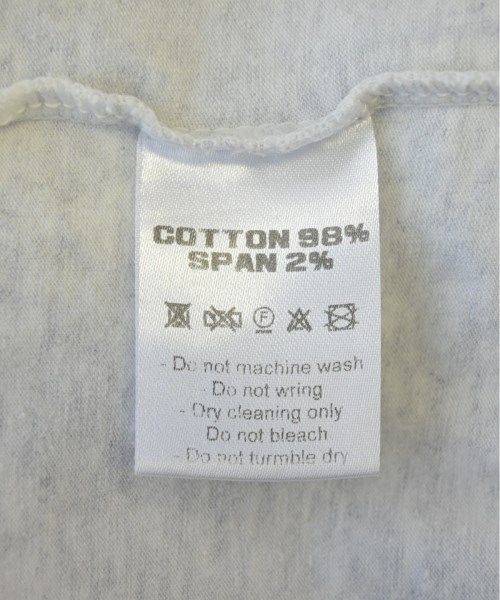 COTTON 98%
SPAN 2%
F
- Do not machine wash
- Do not wring
- Dry cleaning only
Do not bleach
- Do not turmble dry